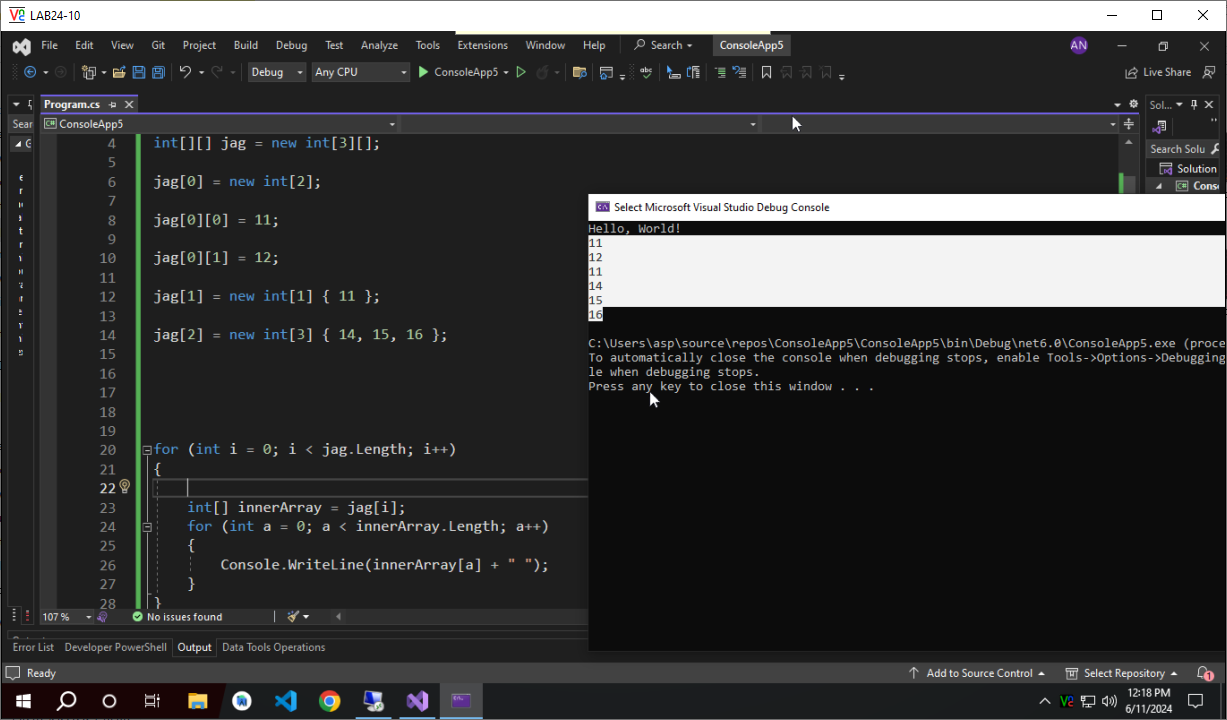 LAB24-10
File Edit View Git Project Build Debug Test Analyze Tools Extensions Window Help Search ConsoleApp5 AN
Debug Any CPU ConsoleApp5 Live Share
Program.cs Sol...
Sear ConsoleApp5
4 int[][] jag = new int[3][];
Search Solu
5
6 jag[0] = new int[2];
Solution
7
Cons
8 jag[0][0] = 11;
9
10 jag[0][1] = 12;
11
12 jag[1] = new int[1] { 11 };
13
14 jag[2] = new int[3] { 14, 15, 16 };
15
16
17
18
19
20 for (int i = 0; i < jag.Length; i++)
21 {
22
23 int[] innerArray = jag[i];
24 for (int a = 0; a < innerArray.Length; a++)
25 {
26 Console.WriteLine(innerArray[a] + " ");
27 }
28 }
Select Microsoft Visual Studio Debug Console
Hello, World!
11
12
11
14
15
16
C:\Users\asp\source\repos\ConsoleApp5\ConsoleApp5\bin\Debug\net6.0\ConsoleApp5.exe (proce
To automatically close the console when debugging stops, enable Tools->Options->Debugging
le when debugging stops.
Press any key to close this window . . .
107 % No issues found
Error List Developer PowerShell Output Data Tools Operations
Ready Add to Source Control Select Repository 1
12:18 PM
6/11/2024